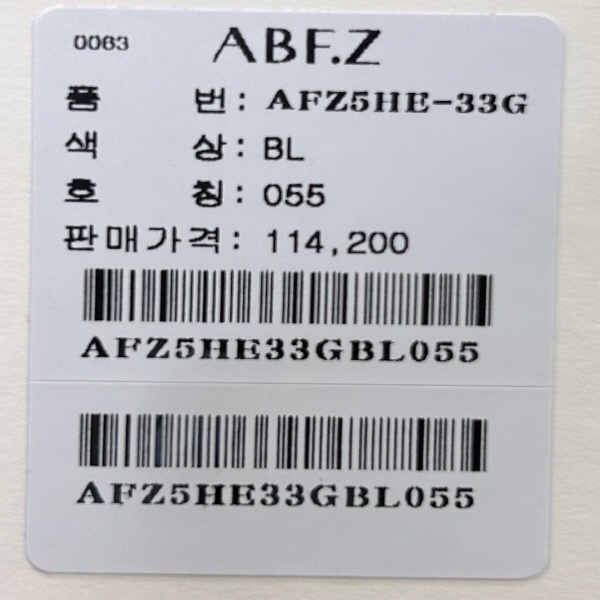 0063 ABF.Z
품 번: AFZ5HE-33G
색 상: BL
호 칭: 055
판매가격: 114,200
AFZ5HE33GBL055
AFZ5HE33GBL055